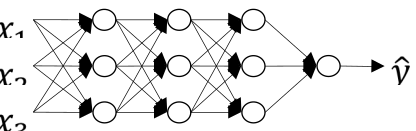 x₁
x₂
x₃
ŷ